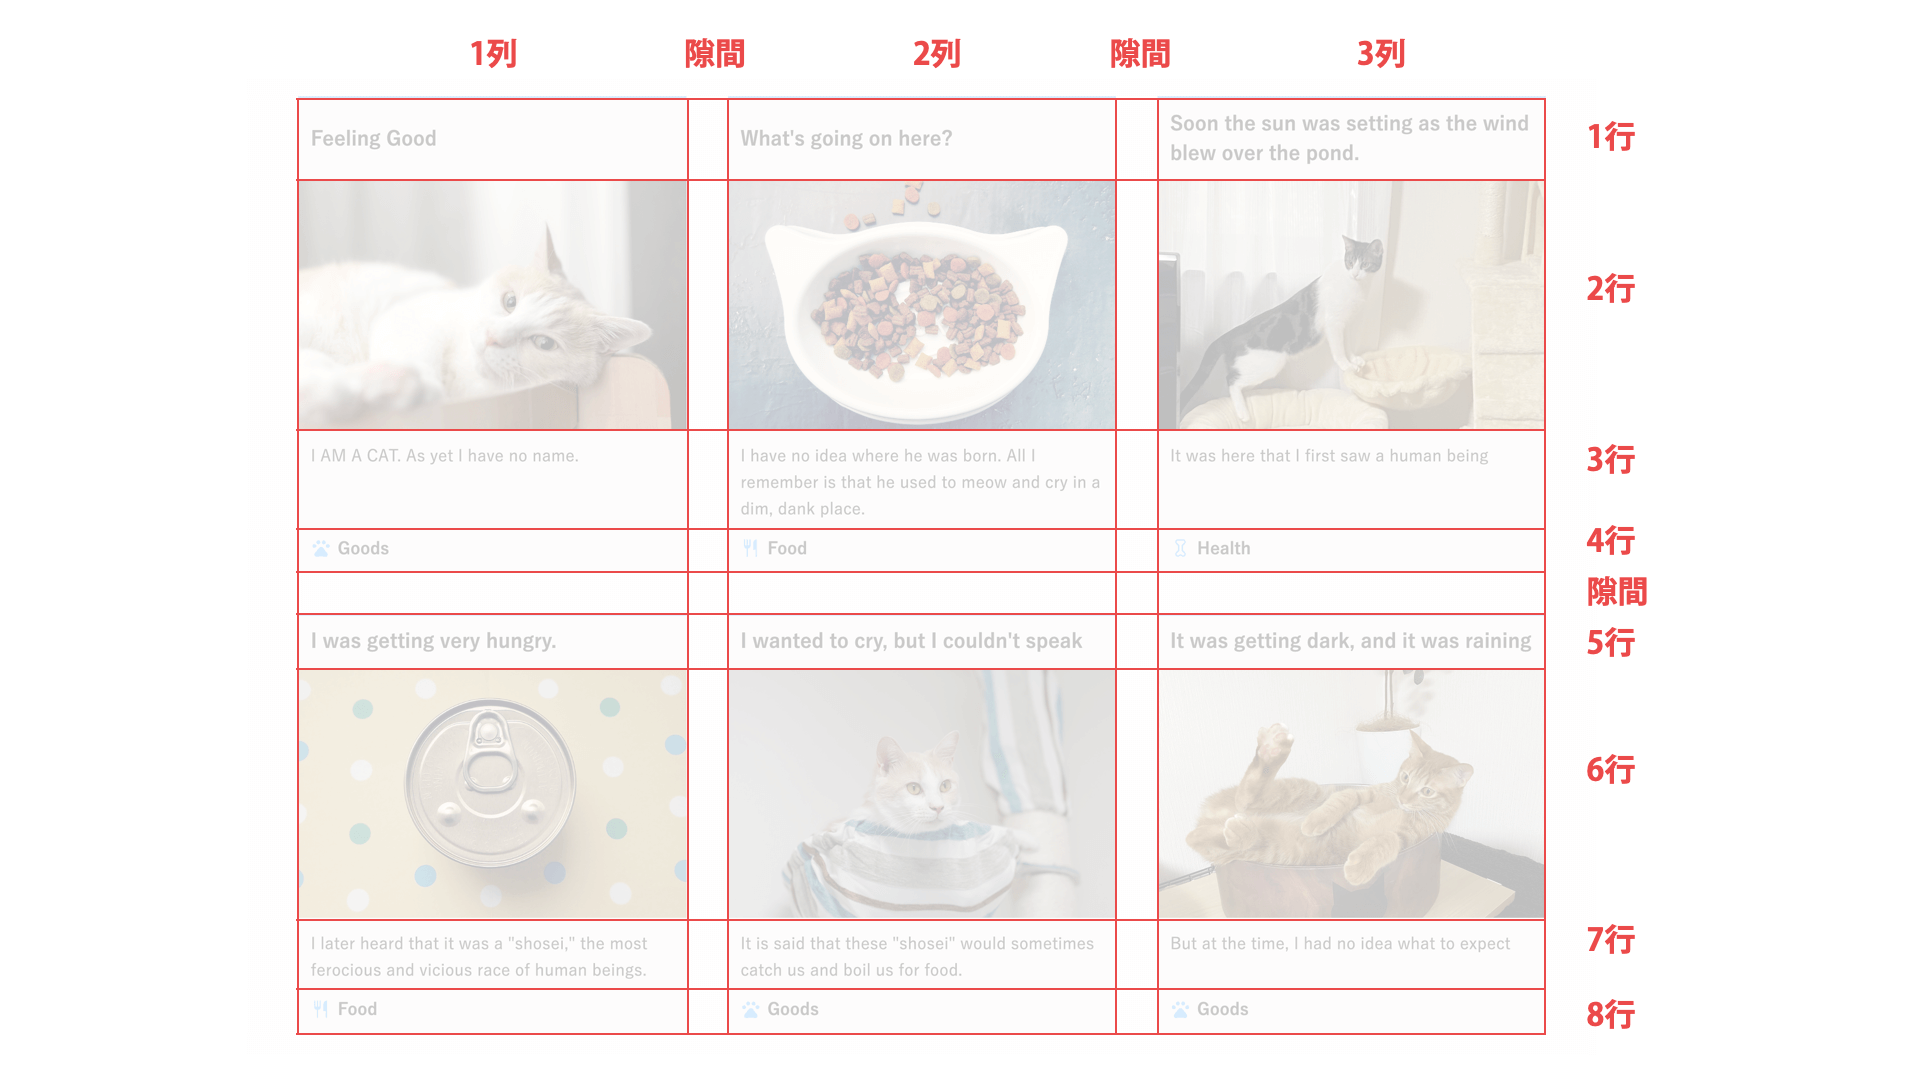 1列 隙間 2列 隙間 3列
Feeling Good
What's going on here?
Soon the sun was setting as the wind
blew over the pond.
1行
2行
I AM A CAT. As yet I have no name.
I have no idea where he was born. All I
remember is that he used to meow and cry in a
dim, dank place.
It was here that I first saw a human being
3行
Goods
Food
Health
4行
隙間
I was getting very hungry.
I wanted to cry, but I couldn't speak
It was getting dark, and it was raining
5行
6行
I later heard that it was a "shosei," the most
ferocious and vicious race of human beings.
It is said that these "shosei" would sometimes
catch us and boil us for food.
But at the time, I had no idea what to expect
7行
Food
Goods
Goods
8行